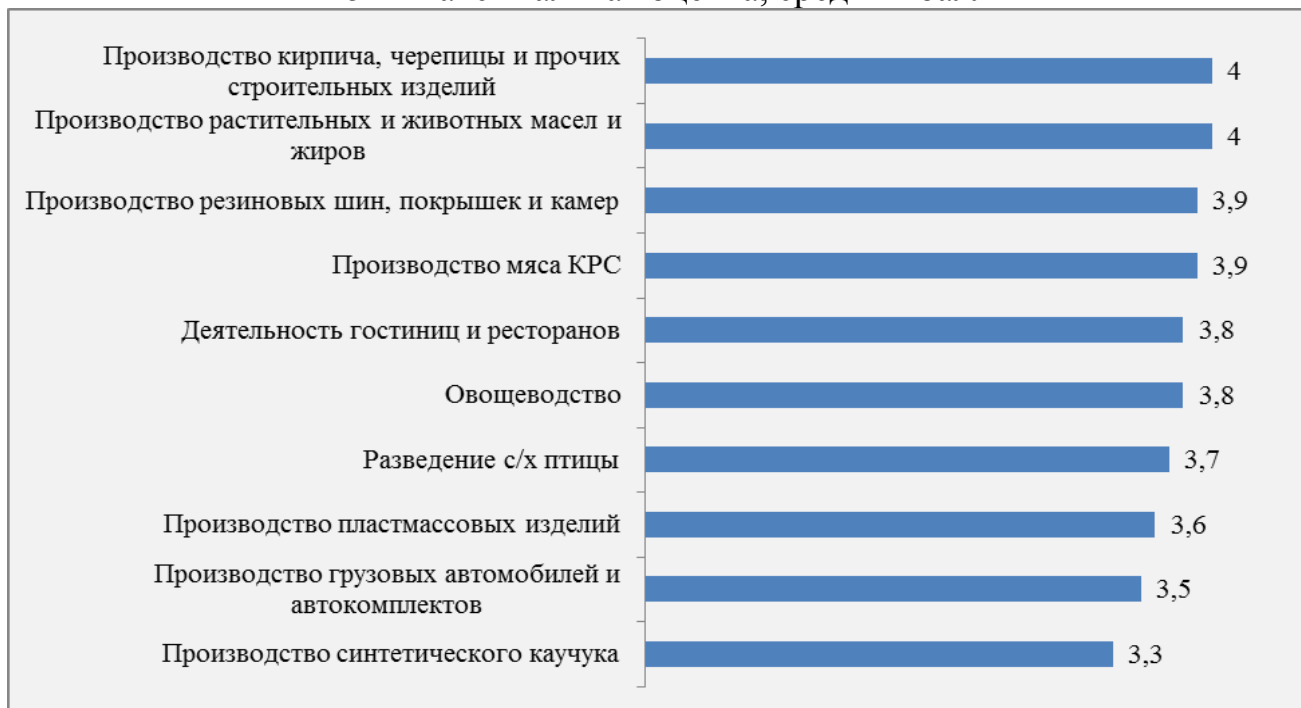 Производство кирпича, черепицы и прочих
строительных изделий
4
Производство растительных и животных масел и
жиров
4
Производство резиновых шин, покрышек и камер
3,9
Производство мяса КРС
3,9
Деятельность гостиниц и ресторанов
3,8
Овощеводство
3,8
Разведение с/х птицы
3,7
Производство пластмассовых изделий
3,6
Производство грузовых автомобилей и
автокомплектов
3,5
Производство синтетического каучука
3,3